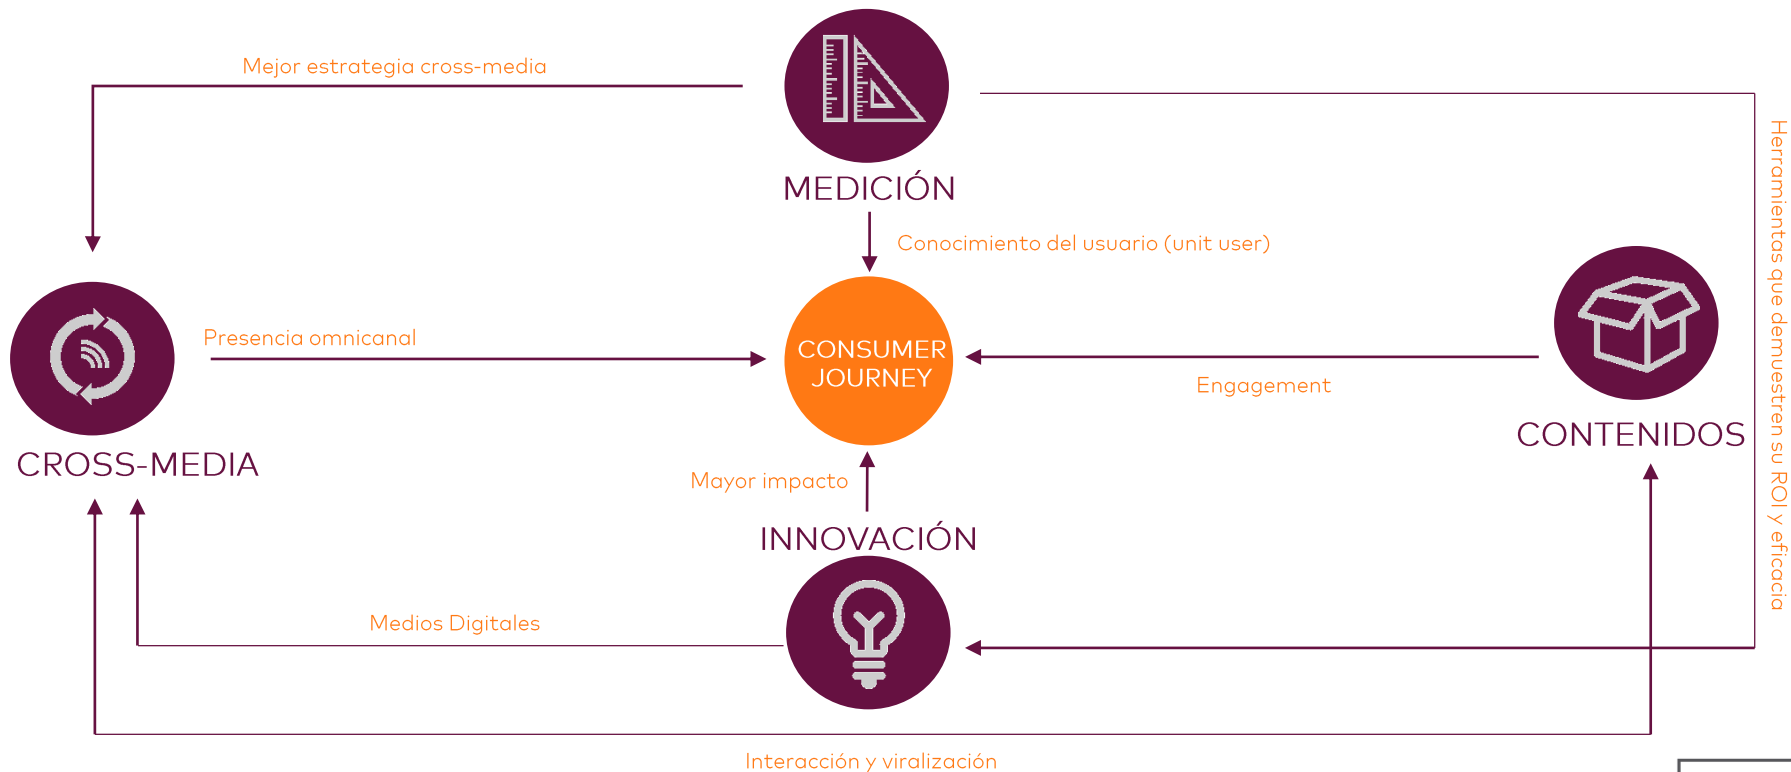 Mejor estrategia cross-media
MEDICIÓN
Conocimiento del usuario (unit user)
Herramientas que demuestren su ROI y eficacia
Presencia omnicanal
CONSUMER
JOURNEY
Engagement
CONTENIDOS
CROSS-MEDIA
Mayor impacto
INNOVACIÓN
Medios Digitales
Interacción y viralización